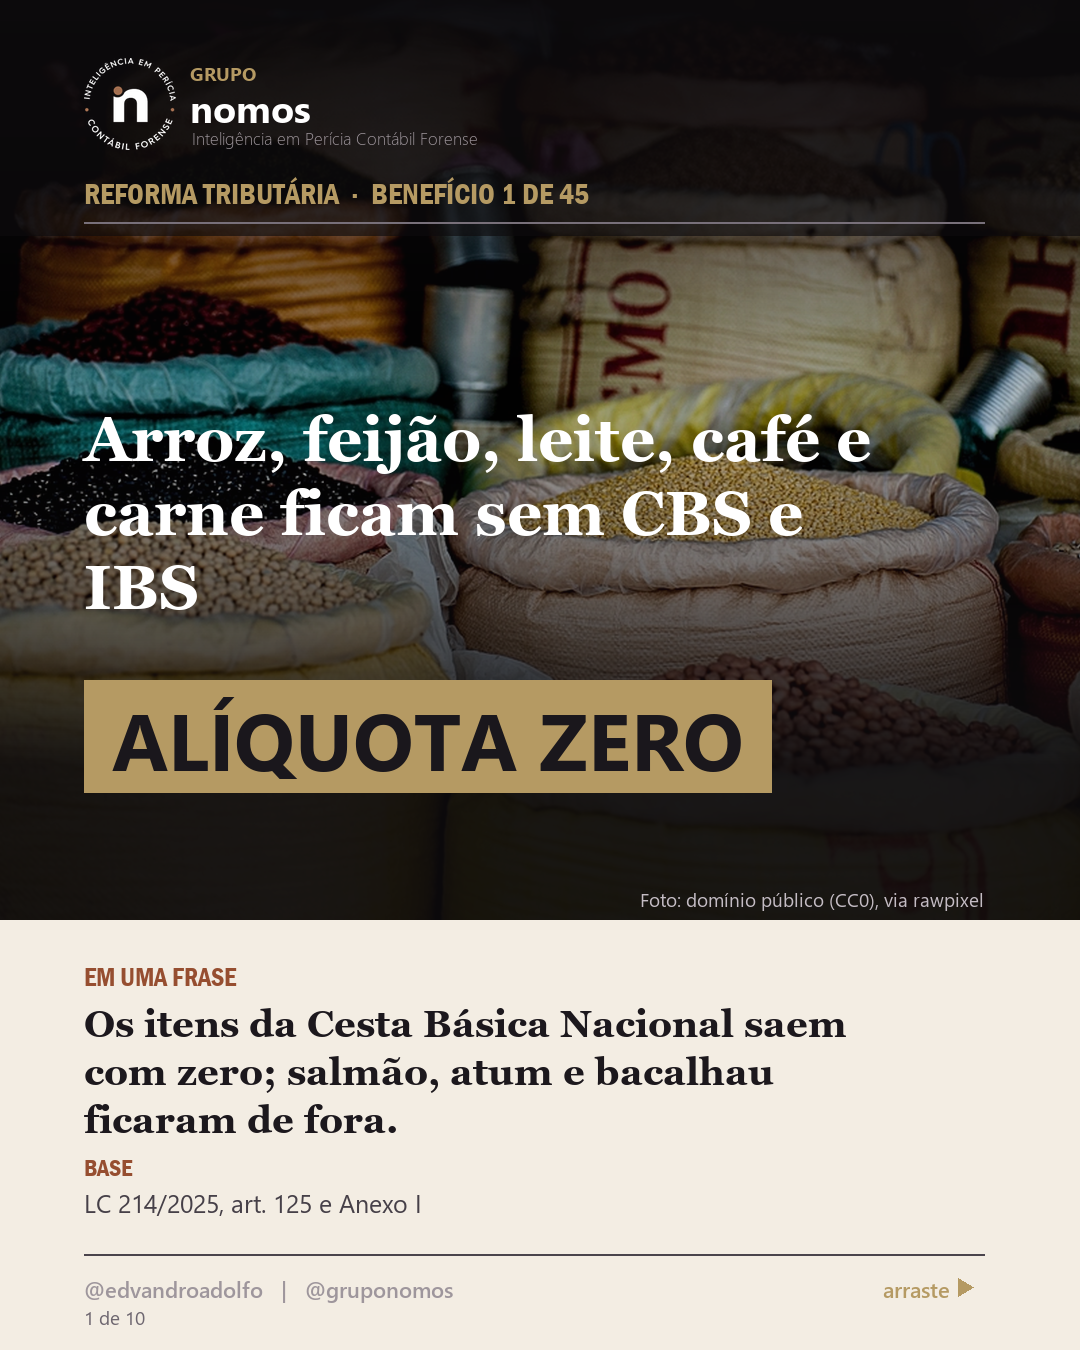 INTELIGÊNCIA EM PERÍCIA
CONTÁBIL FORENSE
n
GRUPO
nomos
Inteligência em Perícia Contábil Forense
REFORMA TRIBUTÁRIA · BENEFÍCIO 1 DE 45
Arroz, feijão, leite, café e
carne ficam sem CBS e
IBS
ALÍQUOTA ZERO
Foto: domínio público (CC0), via rawpixel
EM UMA FRASE
Os itens da Cesta Básica Nacional saem
com zero; salmão, atum e bacalhau
ficaram de fora.
BASE
LC 214/2025, art. 125 e Anexo I
@edvandroadolfo | @gruponomos
arraste
1 de 10